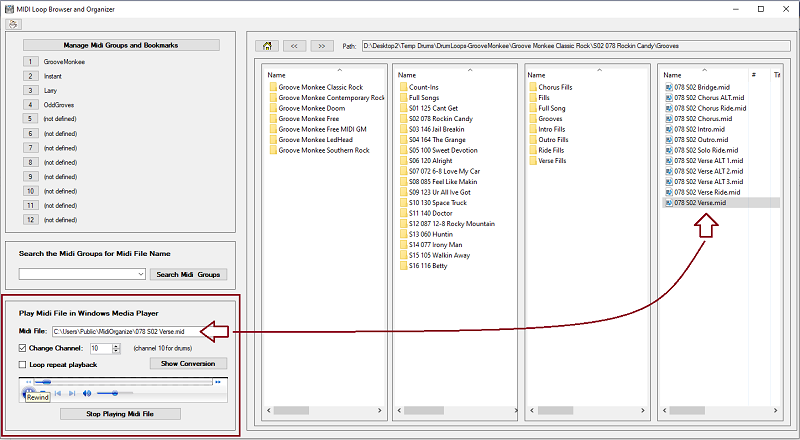 MIDI Loop Browser and Organizer
Manage Midi Groups and Bookmarks
1 GrooveMonkee
2 Instant
3 Larry
4 OddGroves
5 (not defined)
6 (not defined)
7 (not defined)
8 (not defined)
9 (not defined)
10 (not defined)
11 (not defined)
12 (not defined)
Search the Midi Groups for Midi File Name
Search Midi Groups
Play Midi File in Windows Media Player
Midi File: C:\Users\Public\MidiOrganize\078 S02 Verse.mid
Change Channel: 10 (channel 10 for drums)
Loop repeat playback
Show Conversion
Rewind
Stop Playing Midi File
<< >> Path: D:\Desktop2\Temp Drums\DrumLoops-GrooveMonkee\Groove Monkee Classic Rock\S02 078 Rockin Candy\Grooves
Name
Groove Monkee Classic Rock
Groove Monkee Contemporary Rock
Groove Monkee Doom
Groove Monkee Free
Groove Monkee Free MIDI GM
Groove Monkee LedHead
Groove Monkee Southern Rock
Name
Count-Ins
Full Songs
S01 125 Cant Get
S02 078 Rockin Candy
S03 146 Jail Breakin
S04 164 The Grange
S05 100 Sweet Devotion
S06 120 Alright
S07 072 6-8 Love My Car
S08 085 Feel Like Makin
S09 123 Ur All Ive Got
S10 130 Space Truck
S11 140 Doctor
S12 087 12-8 Rocky Mountain
S13 060 Huntin
S14 077 Irony Man
S15 105 Walkin Away
S16 116 Betty
Name
Chorus Fills
Fills
Full Song
Grooves
Intro Fills
Outro Fills
Ride Fills
Verse Fills
Name # Tit
078 S02 Bridge.mid
078 S02 Chorus ALT.mid
078 S02 Chorus Ride.mid
078 S02 Chorus.mid
078 S02 Intro.mid
078 S02 Outro.mid
078 S02 Solo Ride.mid
078 S02 Verse ALT 1.mid
078 S02 Verse ALT 2.mid
078 S02 Verse ALT 3.mid
078 S02 Verse Ride.mid
078 S02 Verse.mid